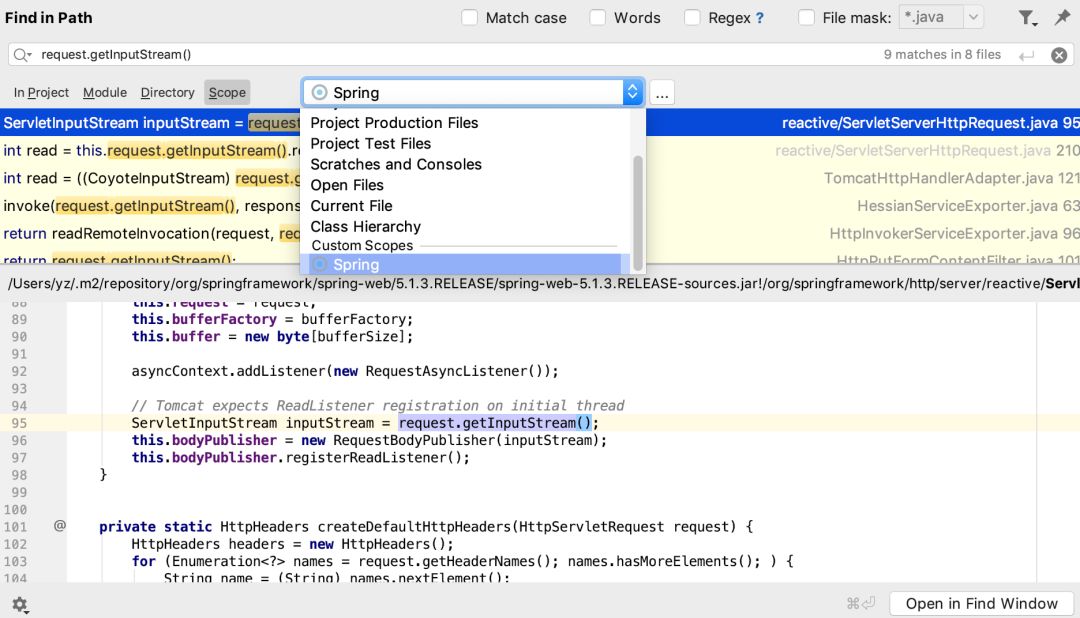 Find in Path
Match case
Words
Regex ?
File mask:
*.java
request.getInputStream()
9 matches in 8 files
In Project
Module
Directory
Scope
Spring
...
ServletInputStream inputStream = request reactive/ServletServerHttpRequest.java 95
int read = this.request.getInputStream().r reactive/ServletServerHttpRequest.java 210
int read = ((CoyoteInputStream) request.g TomcatHttpHandlerAdapter.java 121
invoke(request.getInputStream(), respons HessianServiceExporter.java 63
return readRemoteInvocation(request, req HttpInvokerServiceExporter.java 96
return request.getInputStream(); HttpPutFormContentFilter.java 101
Project Production Files
Project Test Files
Scratches and Consoles
Open Files
Current File
Class Hierarchy
Custom Scopes
Spring
/Users/yz/.m2/repository/org/springframework/spring-web/5.1.3.RELEASE/spring-web-5.1.3.RELEASE-sources.jar!/org/springframework/http/server/reactive/Servl
88 this.request = request;
89 this.bufferFactory = bufferFactory;
90 this.buffer = new byte[bufferSize];
91
92 asyncContext.addListener(new RequestAsyncListener());
93
94 // Tomcat expects ReadListener registration on initial thread
95 ServletInputStream inputStream = request.getInputStream();
96 this.bodyPublisher = new RequestBodyPublisher(inputStream);
97 this.bodyPublisher.registerReadListener();
98 }
99
100
101 @ private static HttpHeaders createDefaultHttpHeaders(HttpServletRequest request) {
102 HttpHeaders headers = new HttpHeaders();
103 for (Enumeration<?> names = request.getHeaderNames(); names.hasMoreElements(); ) {
104 String name = (String) names.nextElement();
⌘⏎
Open in Find Window